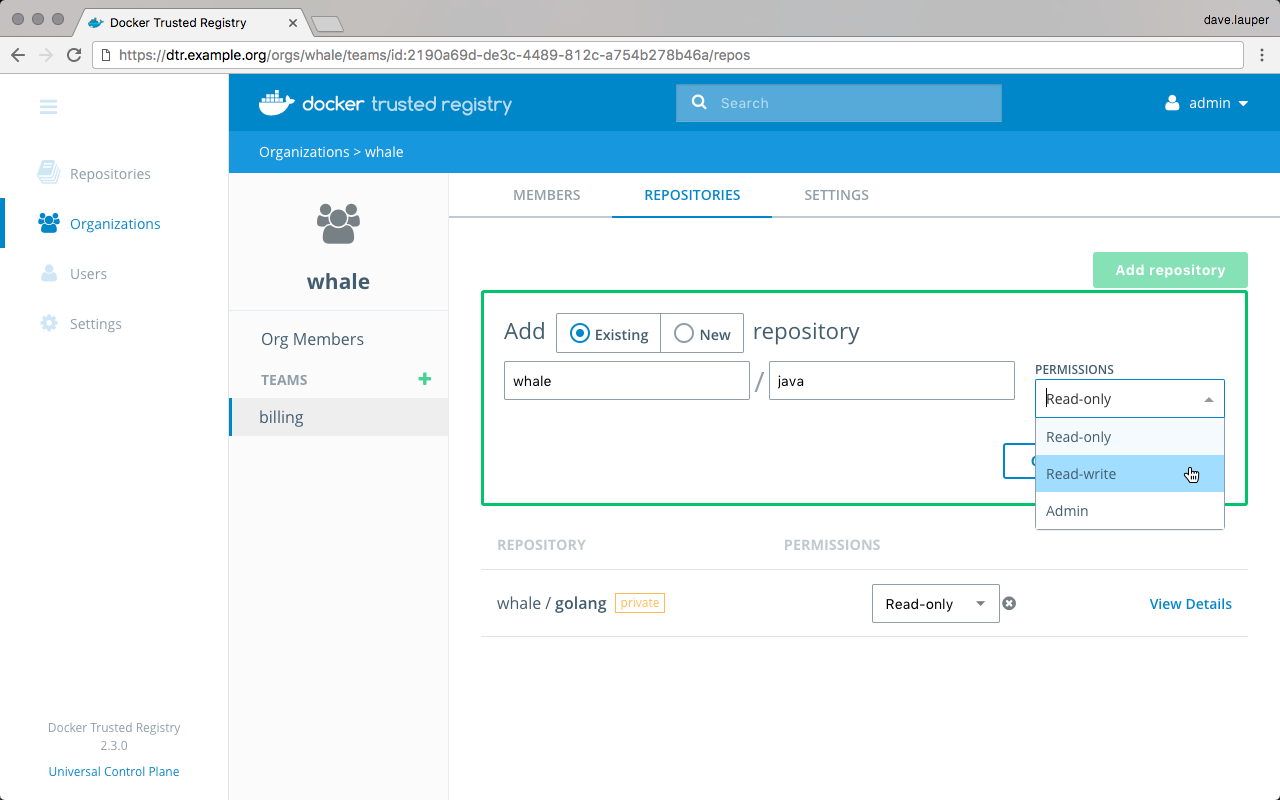 Docker Trusted Registry
dave.lauper
https://dtr.example.org/orgs/whale/teams/id:2190a69d-de3c-4489-812c-a754b278b46a/repos
docker trusted registry
Search
admin
Organizations > whale
Repositories
Organizations
Users
Settings
Docker Trusted Registry
2.3.0
Universal Control Plane
whale
Org Members
TEAMS
billing
MEMBERS REPOSITORIES SETTINGS
Add repository
Add Existing New repository
whale / java
PERMISSIONS
Read-only
Read-only
Read-write
Admin
REPOSITORY PERMISSIONS
whale / golang private Read-only View Details